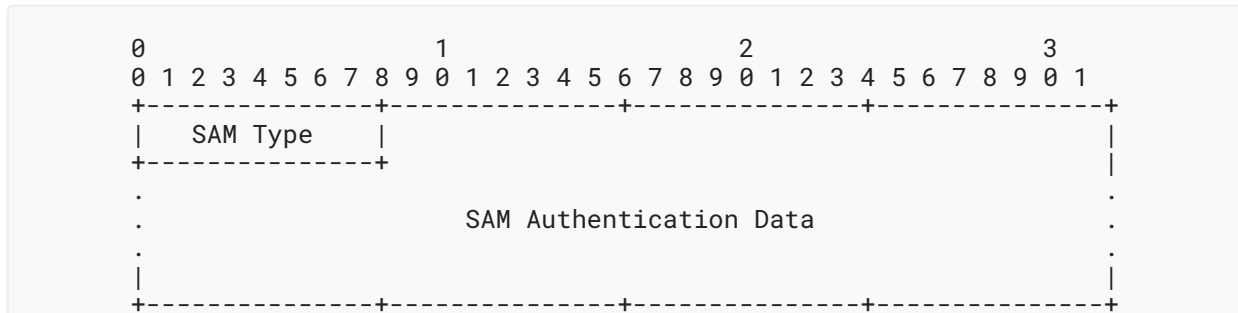 0                   1                   2                   3
0 1 2 3 4 5 6 7 8 9 0 1 2 3 4 5 6 7 8 9 0 1 2 3 4 5 6 7 8 9 0 1
+---------------+---------------+---------------+---------------+
|   SAM Type    |                                               |
+---------------+                                               |
.                                                               .
.                    SAM Authentication Data                    .
.                                                               .
|                                                               |
+---------------+---------------+---------------+---------------+